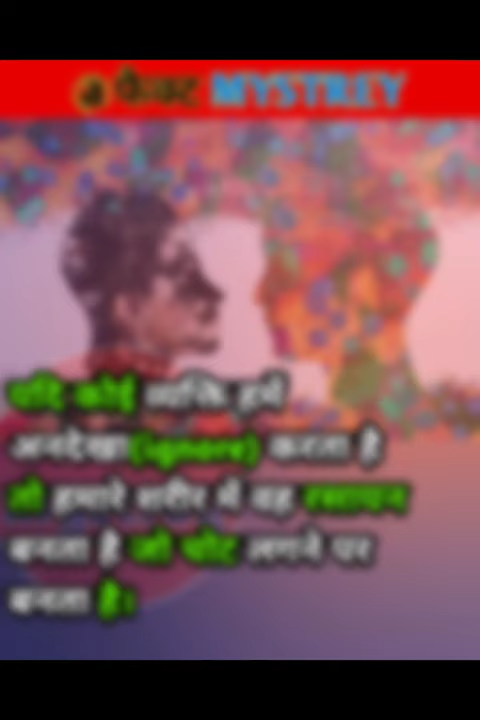 a फैक्ट MYSTREY
यदि कोई व्यक्ति हमें
अनदेखा(ignore) करता है
तो हमारे शरीर में वह रसायन
बनता है जो चोट लगने पर
बनता है।